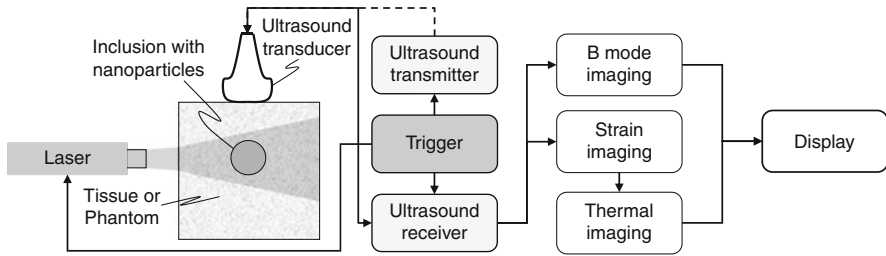 Inclusion with
nanoparticles
Ultrasound
transducer
Laser
Tissue or
Phantom
Ultrasound
transmitter
Trigger
Ultrasound
receiver
B mode
imaging
Strain
imaging
Thermal
imaging
Display